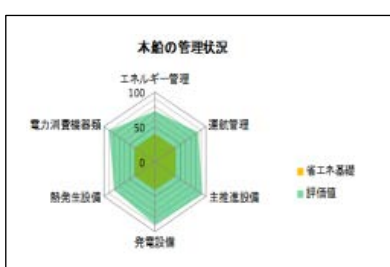 本船の管理状況
エネルギー管理
100
50
0
電力消費機器類
運航管理
熱発生設備
主推進設備
発電設備
省エネ基礎
評価値